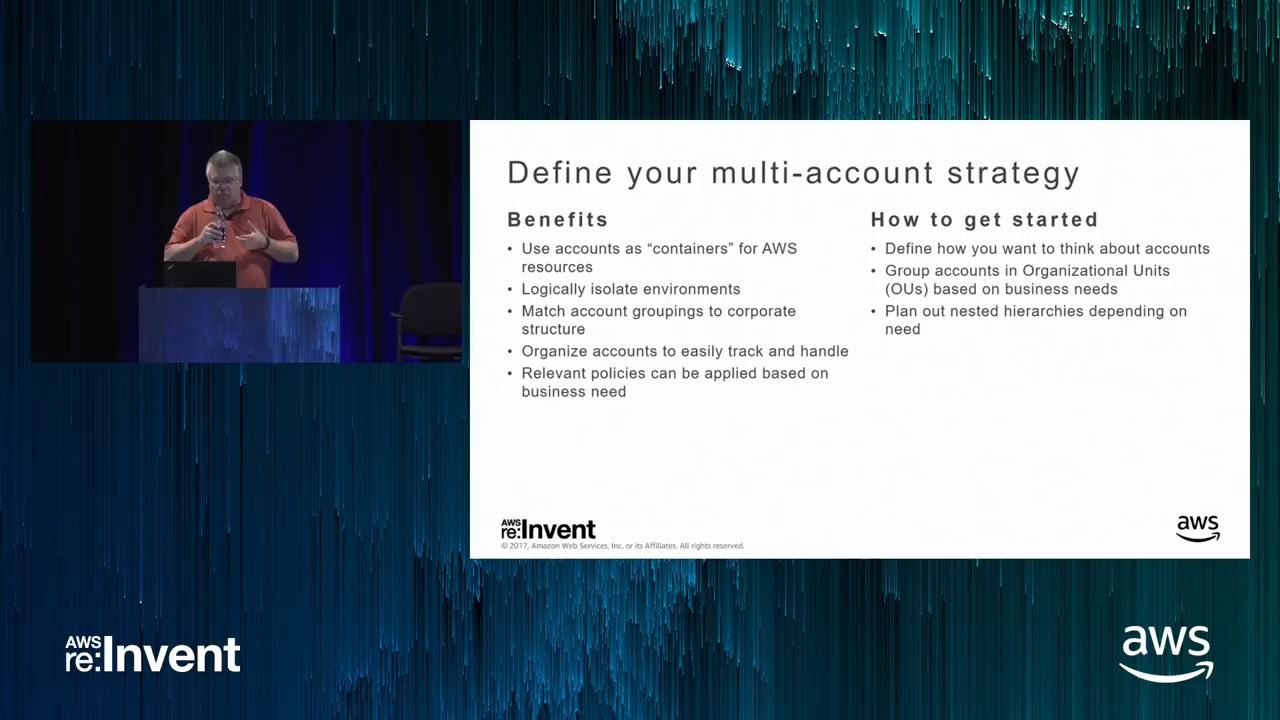 Define your multi-account strategy
Benefits
• Use accounts as “containers” for AWS
resources
• Logically isolate environments
• Match account groupings to corporate
structure
• Organize accounts to easily track and handle
• Relevant policies can be applied based on
business need
How to get started
• Define how you want to think about accounts
• Group accounts in Organizational Units
(OUs) based on business needs
• Plan out nested hierarchies depending on
need
AWS
re:Invent
© 2017, Amazon Web Services, Inc. or its Affiliates. All rights reserved.
aws
AWS
re:Invent
aws